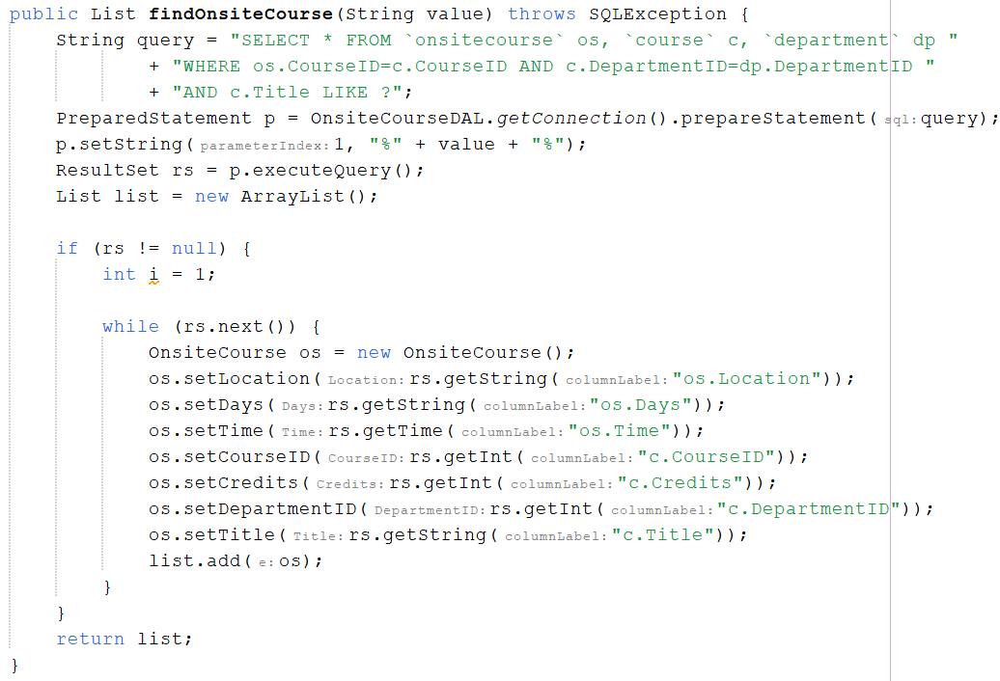 public List findOnsiteCourse(String value) throws SQLException {
    String query = "SELECT * FROM `onsitecourse` os, `course` c, `department` dp "
            + "WHERE os.CourseID=c.CourseID AND c.DepartmentID=dp.DepartmentID "
            + "AND c.Title LIKE ?";
    PreparedStatement p = OnsiteCourseDAL.getConnection().prepareStatement( sql: query);
    p.setString( parameterIndex: 1, "%" + value + "%");
    ResultSet rs = p.executeQuery();
    List list = new ArrayList();

    if (rs != null) {
        int i = 1;

        while (rs.next()) {
            OnsiteCourse os = new OnsiteCourse();
            os.setLocation( Location: rs.getString( columnLabel: "os.Location"));
            os.setDays( Days: rs.getString( columnLabel: "os.Days"));
            os.setTime( Time: rs.getTime( columnLabel: "os.Time"));
            os.setCourseID( CourseID: rs.getInt( columnLabel: "c.CourseID"));
            os.setCredits( Credits: rs.getInt( columnLabel: "c.Credits"));
            os.setDepartmentID( DepartmentID: rs.getInt( columnLabel: "c.DepartmentID"));
            os.setTitle( Title: rs.getString( columnLabel: "c.Title"));
            list.add( e: os);
        }
    }
    return list;
}